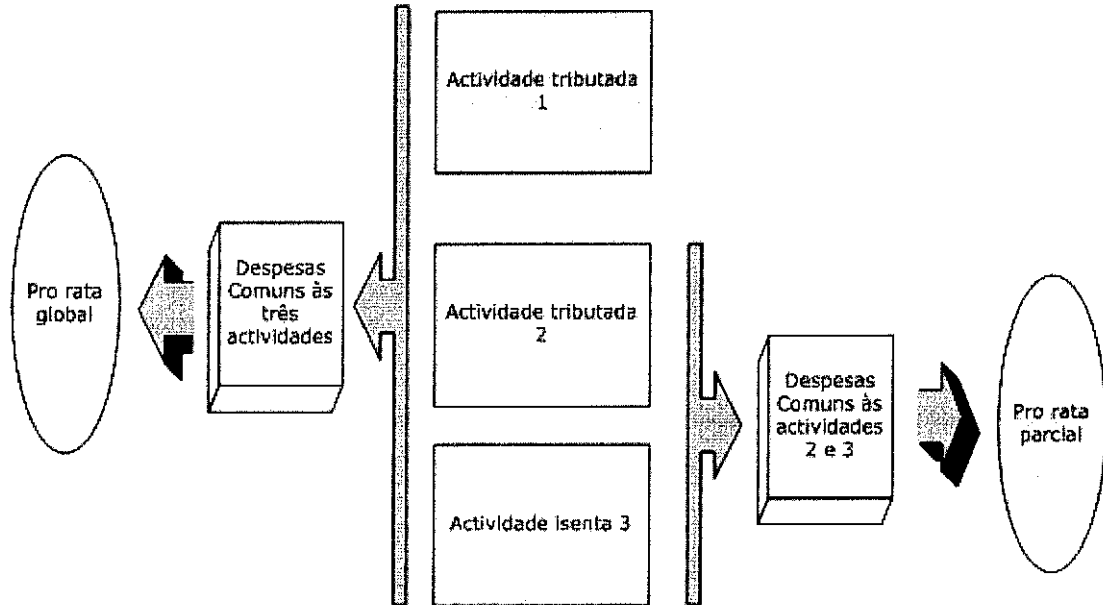 Actividade tributada
1
Pro rata
global
Despesas
Comuns às
três
actividades
Actividade tributada
2
Despesas
Comuns às
actividades
2 e 3
Pro rata
parcial
Actividade isenta 3